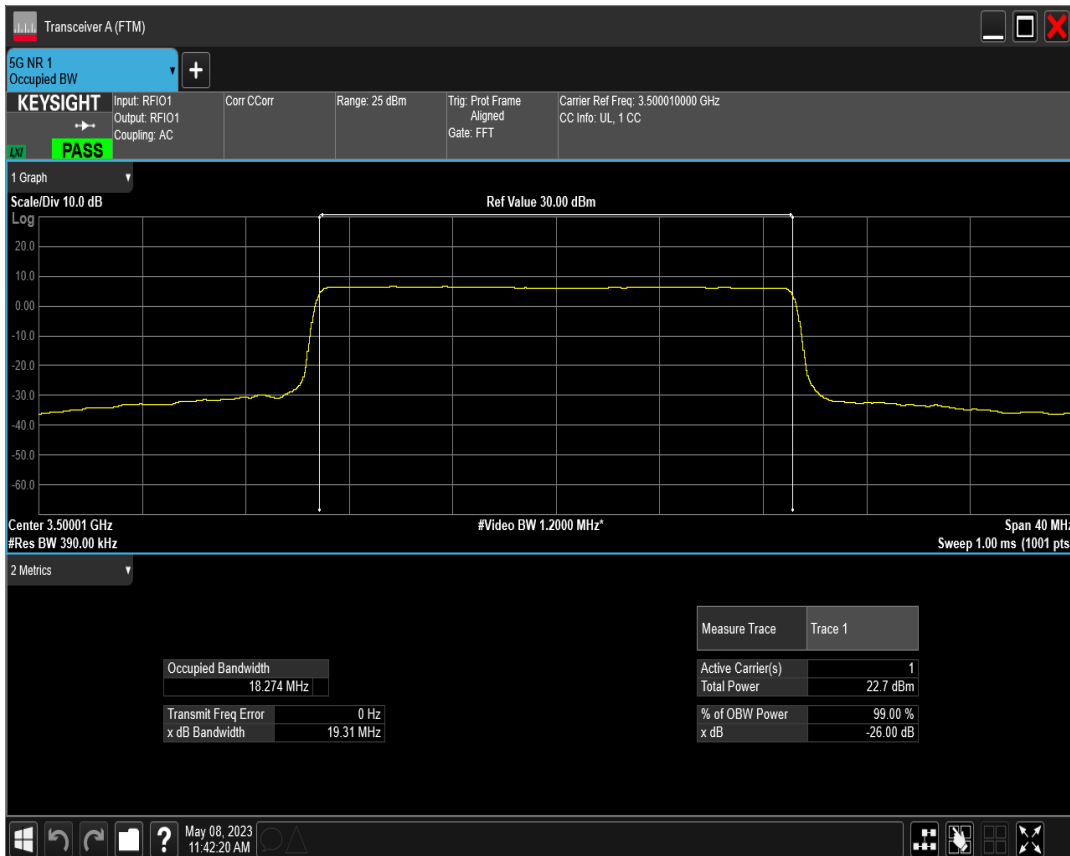 Transceiver A (FTM)
5G NR 1
Occupied BW
+
KEYSIGHT
LXI
PASS
Input: RFIO1
Output: RFIO1
Coupling: AC
Corr CCorr
Range: 25 dBm
Trig: Prot Frame
Aligned
Gate: FFT
Carrier Ref Freq: 3.500010000 GHz
CC Info: UL, 1 CC
1 Graph
Scale/Div 10.0 dB
Ref Value 30.00 dBm
Log
20.0
10.0
0.00
-10.0
-20.0
-30.0
-40.0
-50.0
-60.0
Center 3.50001 GHz
#Video BW 1.2000 MHz*
Span 40 MHz
#Res BW 390.00 kHz
Sweep 1.00 ms (1001 pts
2 Metrics
Measure Trace Trace 1
Occupied Bandwidth
18.274 MHz
Active Carrier(s) 1
Total Power 22.7 dBm
Transmit Freq Error 0 Hz
x dB Bandwidth 19.31 MHz
% of OBW Power 99.00 %
x dB -26.00 dB
?
May 08, 2023
11:42:20 AM